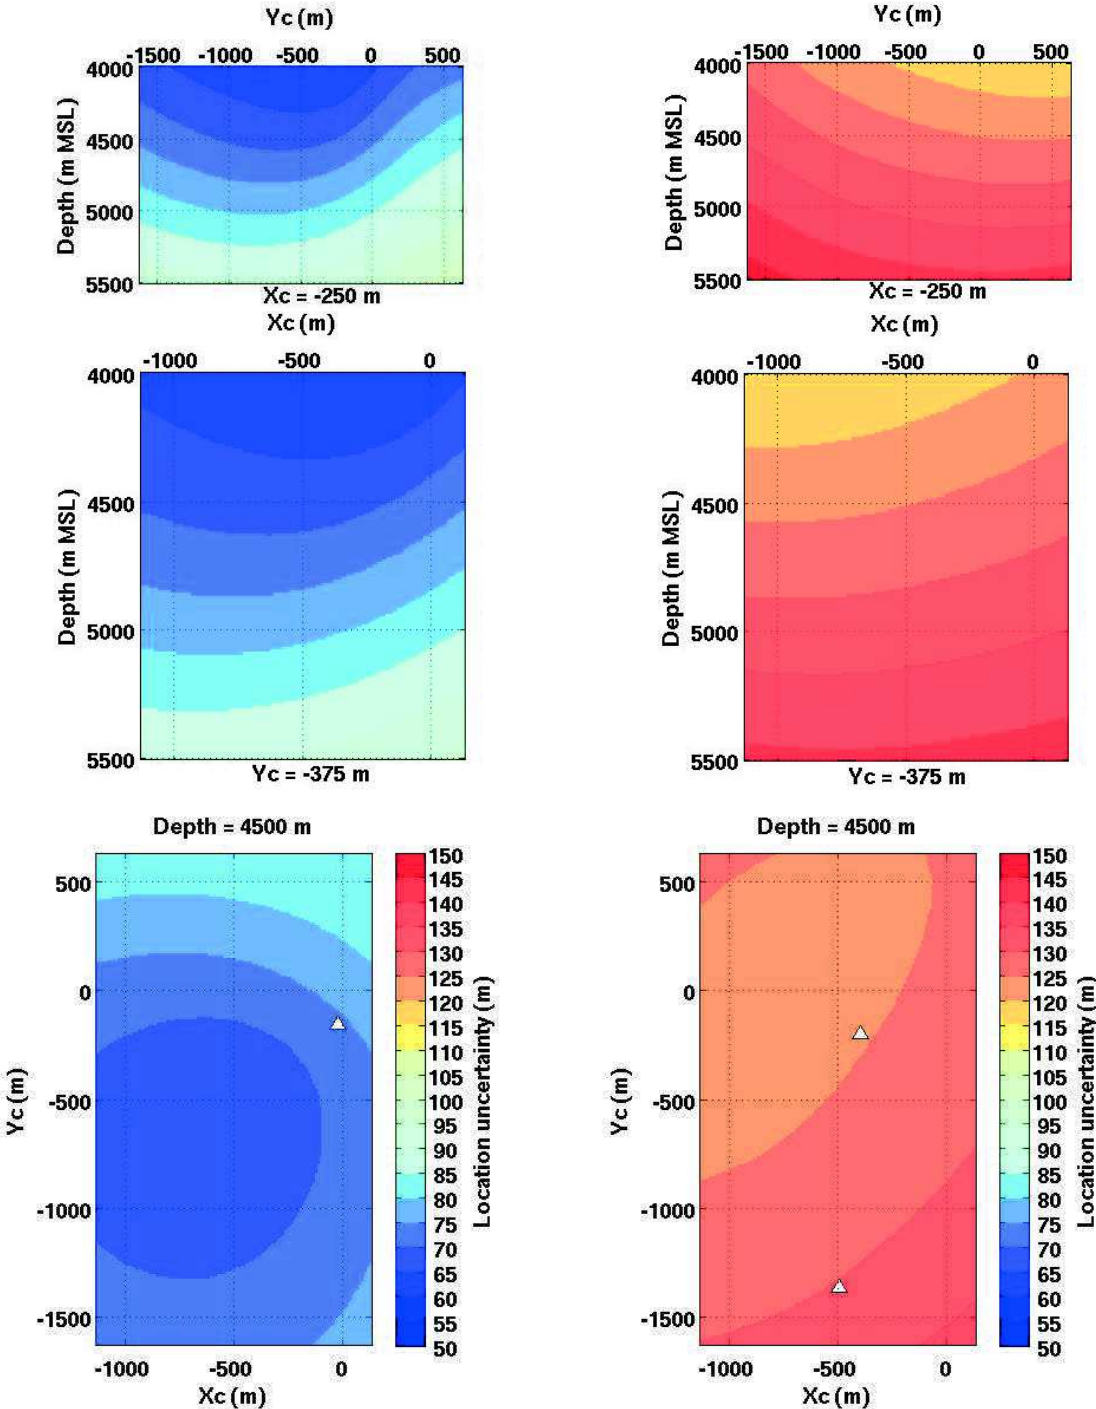 Yc (m)
-1500 -1000 -500 0 500
4000
4500
5000
5500
Depth (m MSL)
Xc = -250 m
Yc (m)
-1500 -1000 -500 0 500
4000
4500
5000
5500
Depth (m MSL)
Xc = -250 m
Xc (m)
-1000 -500 0
4000
4500
5000
5500
Depth (m MSL)
Yc = -375 m
Xc (m)
-1000 -500 0
4000
4500
5000
5500
Depth (m MSL)
Yc = -375 m
Depth = 4500 m
500
0
-500
-1000
-1500
Yc (m)
-1000 -500 0
Xc (m)
150
145
140
135
130
125
120
115
110
105
100
95
90
85
80
75
70
65
60
55
50
Location uncertainty (m)
Depth = 4500 m
500
0
-500
-1000
-1500
Yc (m)
-1000 -500 0
Xc (m)
150
145
140
135
130
125
120
115
110
105
100
95
90
85
80
75
70
65
60
55
50
Location uncertainty (m)